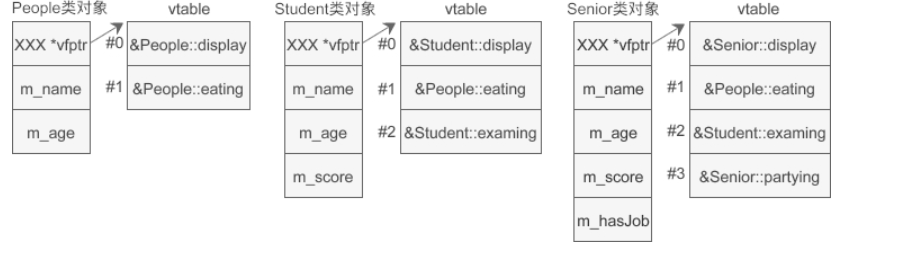 People类对象 vtable Student类对象 vtable Senior类对象 vtable
XXX *vfptr #0 &People::display XXX *vfptr #0 &Student::display XXX *vfptr #0 &Senior::display
m_name #1 &People::eating m_name #1 &People::eating m_name #1 &People::eating
m_age m_age #2 &Student::examing m_age #2 &Student::examing
m_score m_score #3 &Senior::partying
m_hasJob